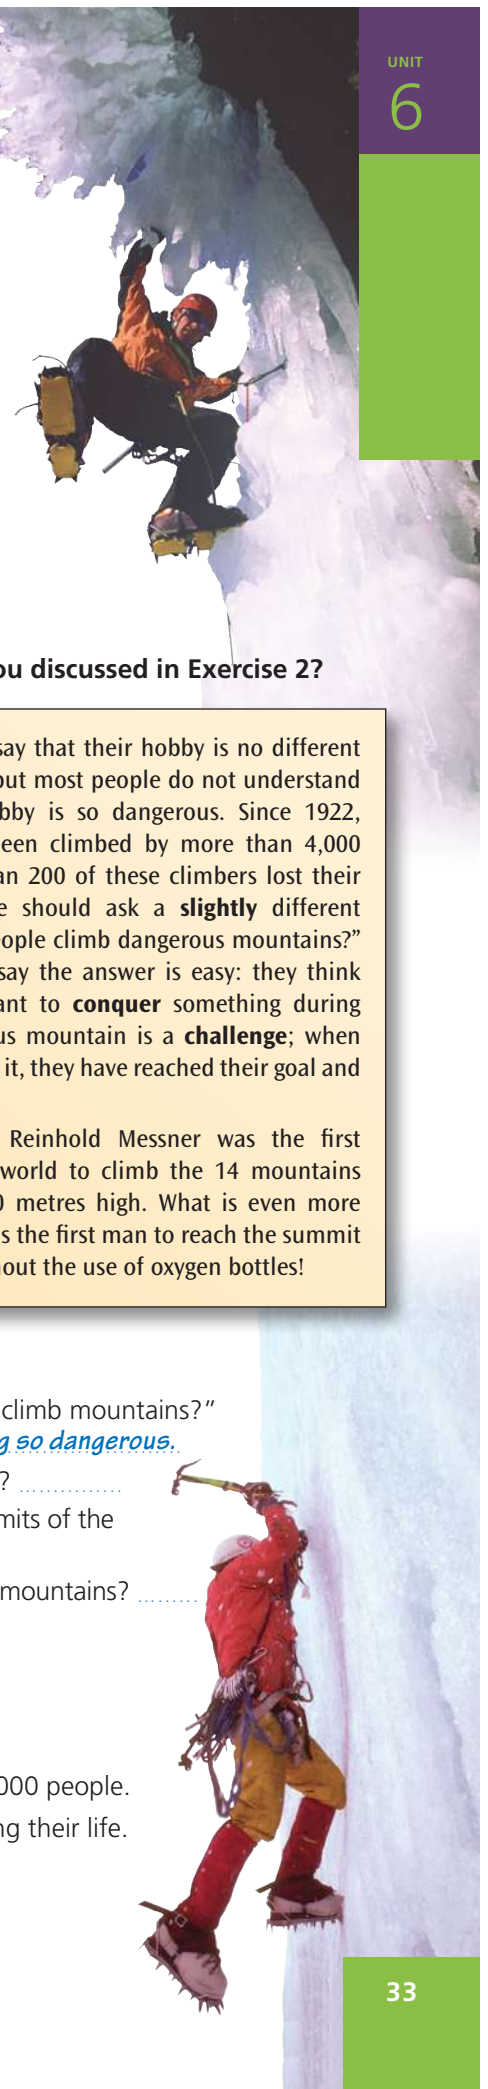 UNIT
6
ou discussed in Exercise 2?
say that their hobby is no different
but most people do not understand
bby is so dangerous. Since 1922,
een climbed by more than 4,000
an 200 of these climbers lost their
e should ask a slightly different
eople climb dangerous mountains?"
say the answer is easy: they think
ant to conquer something during
us mountain is a challenge; when
it, they have reached their goal and
Reinhold Messner was the first
world to climb the 14 mountains
0 metres high. What is even more
s the first man to reach the summit
hout the use of oxygen bottles!
climb mountains?"
g so dangerous.
? ..............
mits of the
mountains? .........
000 people.
ng their life.
33